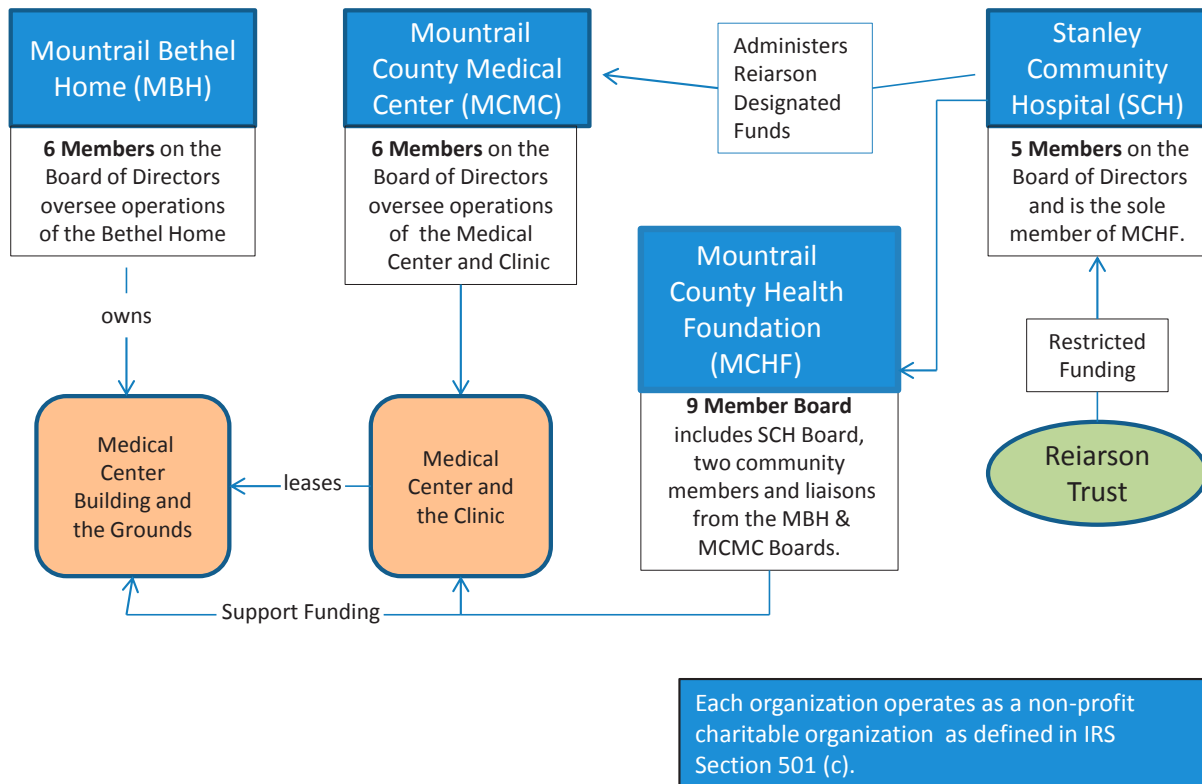 Mountrail Bethel
Home (MBH)
6 Members on the
Board of Directors
oversee operations
of the Bethel Home
owns
Medical
Center
Building and
the Grounds
Mountrail
County Medical
Center (MCMC)
6 Members on the
Board of Directors
oversee operations
of the Medical
Center and Clinic
leases
Medical
Center and
the Clinic
Support Funding
Administers
Reiarson
Designated
Funds
Mountrail
County Health
Foundation
(MCHF)
9 Member Board
includes SCH Board,
two community
members and liaisons
from the MBH &
MCMC Boards.
Stanley
Community
Hospital (SCH)
5 Members on the
Board of Directors
and is the sole
member of MCHF.
Restricted
Funding
Reiarson
Trust
Each organization operates as a non-profit
charitable organization as defined in IRS
Section 501 (c).